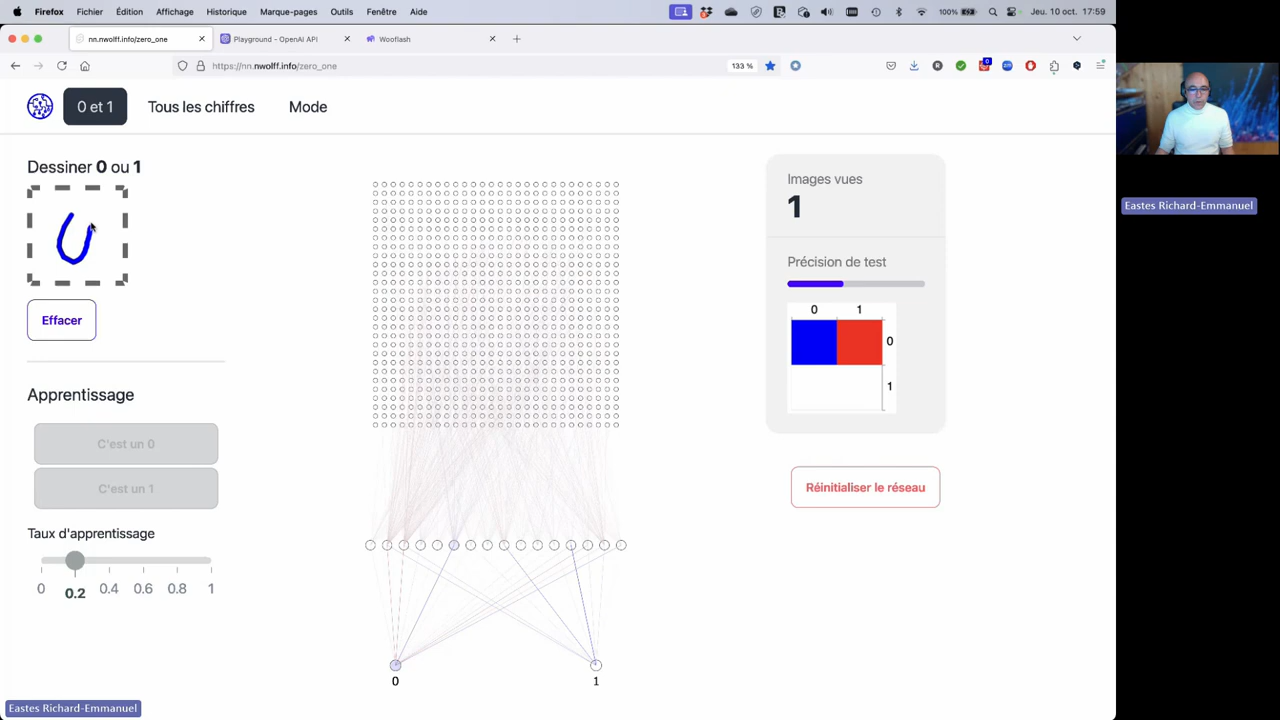 Firefox Fichier Édition Affichage Historique Marque-pages Outils Fenêtre Aide 100% Jeu. 10 oct. 17:59
nn.nwolff.info/zero_one Playground - OpenAI API Wooflash
https://nn.nwolff.info/zero_one 133 %
0 et 1 Tous les chiffres Mode
Dessiner 0 ou 1
Effacer
Apprentissage
C'est un 0
C'est un 1
Taux d'apprentissage
0 0.2 0.4 0.6 0.8 1
0 1
Images vues
1
Précision de test
0 1
0
1
Réinitialiser le réseau
Eastes Richard-Emmanuel
Eastes Richard-Emmanuel